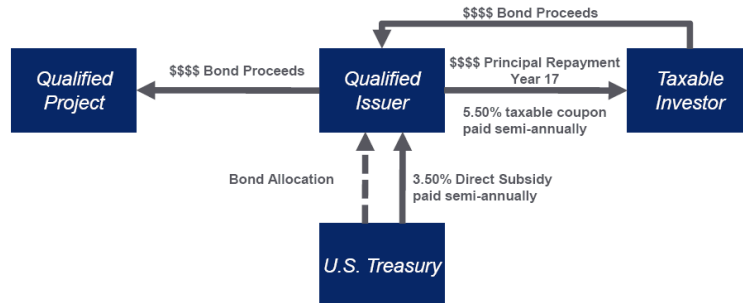 $$$$ Bond Proceeds
Qualified
Project
$$$$ Bond Proceeds
Qualified
Issuer
$$$$ Principal Repayment
Year 17
5.50% taxable coupon
paid semi-annually
Taxable
Investor
Bond Allocation
3.50% Direct Subsidy
paid semi-annually
U.S. Treasury